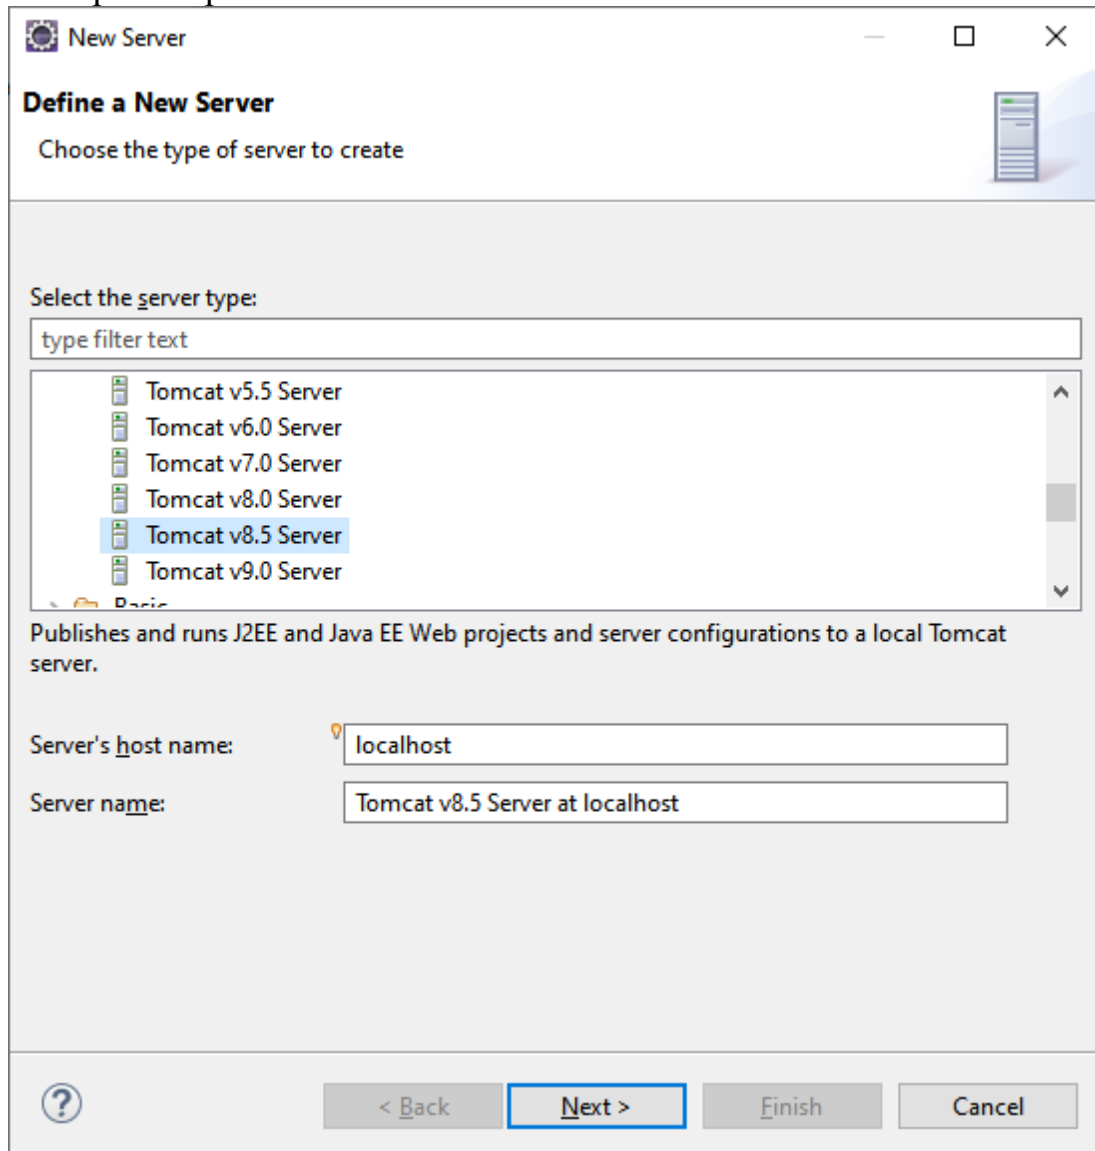 New Server
Define a New Server
Choose the type of server to create
Select the server type:
type filter text
Tomcat v5.5 Server
Tomcat v6.0 Server
Tomcat v7.0 Server
Tomcat v8.0 Server
Tomcat v8.5 Server
Tomcat v9.0 Server
Basic
Publishes and runs J2EE and Java EE Web projects and server configurations to a local Tomcat
server.
Server's host name:
localhost
Server name:
Tomcat v8.5 Server at localhost
?
< Back
Next >
Finish
Cancel